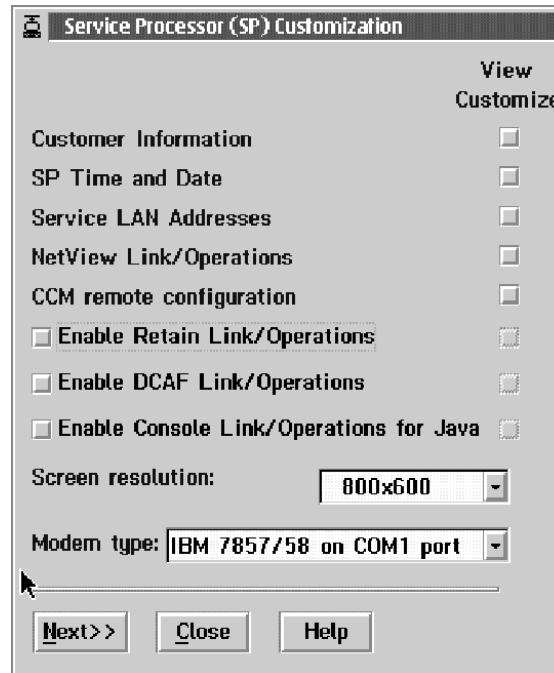 Service Processor (SP) Customization
View
Customize
Customer Information
SP Time and Date
Service LAN Addresses
NetView Link/Operations
CCM remote configuration
Enable Retain Link/Operations
Enable DCAF Link/Operations
Enable Console Link/Operations for Java
Screen resolution: 800x600
Modem type: IBM 7857/58 on COM1 port
Next>> Close Help